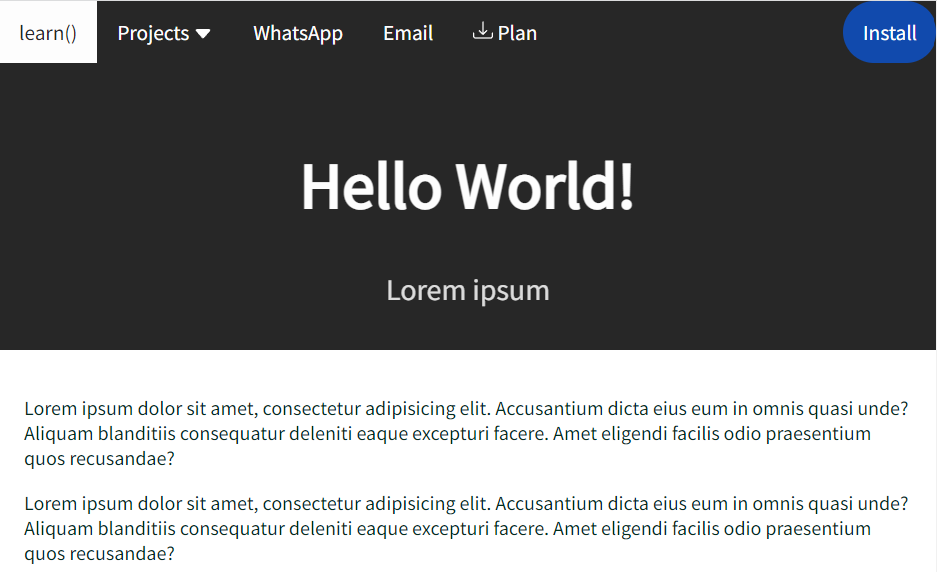 learn() Projects WhatsApp Email Plan Install
Hello World!
Lorem ipsum
Lorem ipsum dolor sit amet, consectetur adipisicing elit. Accusantium dicta eius eum in omnis quasi unde?
Aliquam blanditiis consequatur deleniti eaque excepturi facere. Amet eligendi facilis odio praesentium
quos recusandae?
Lorem ipsum dolor sit amet, consectetur adipisicing elit. Accusantium dicta eius eum in omnis quasi unde?
Aliquam blanditiis consequatur deleniti eaque excepturi facere. Amet eligendi facilis odio praesentium
quos recusandae?